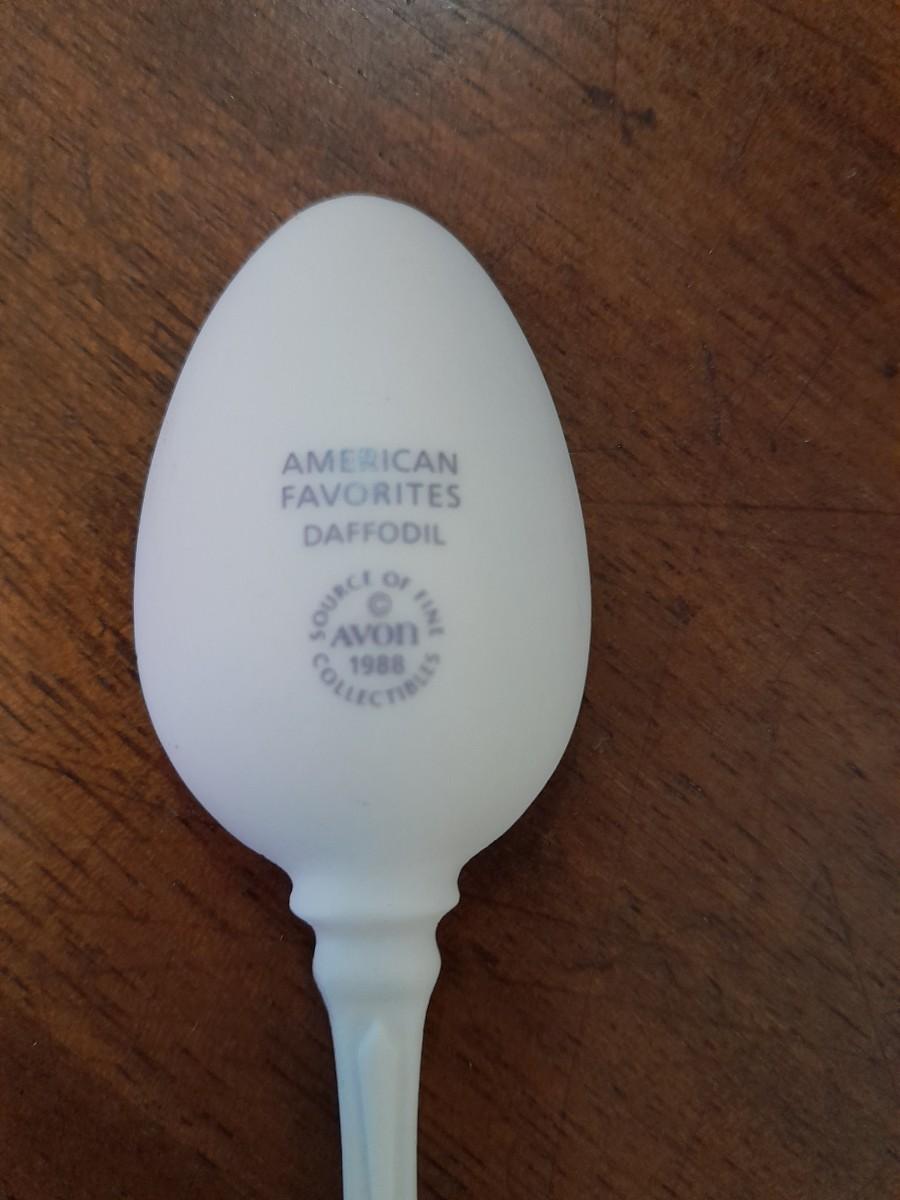 AMERICAN
FAVORITES
DAFFODIL
SOURCE OF FINE
©
AVON
1988
COLLECTIBLES